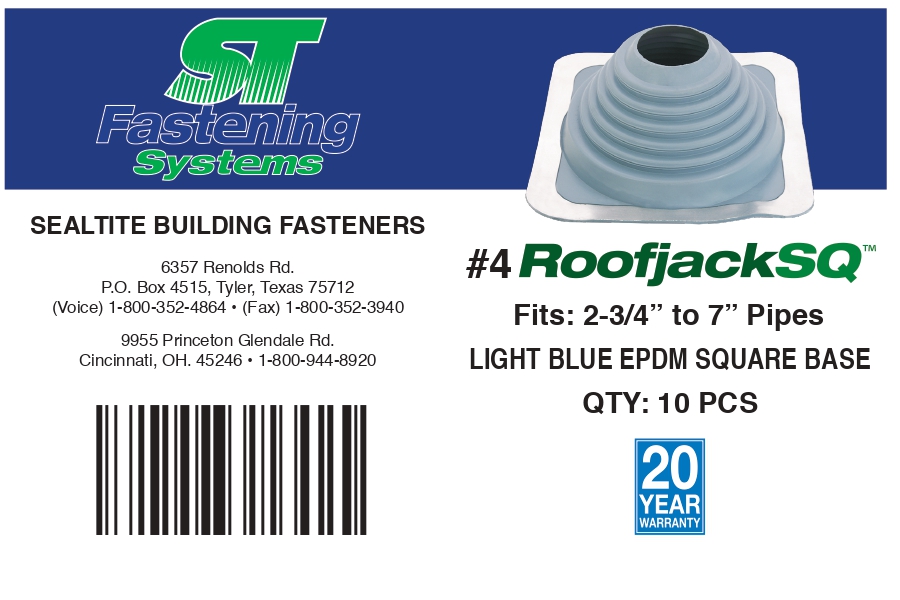 ST
Fastening
Systems
SEALTITE BUILDING FASTENERS
6357 Renolds Rd.
P.O. Box 4515, Tyler, Texas 75712
(Voice) 1-800-352-4864 • (Fax) 1-800-352-3940
9955 Princeton Glendale Rd.
Cincinnati, OH. 45246 • 1-800-944-8920
#4 RoofjackSQ™
Fits: 2-3/4” to 7” Pipes
LIGHT BLUE EPDM SQUARE BASE
QTY: 10 PCS
20
YEAR
WARRANTY